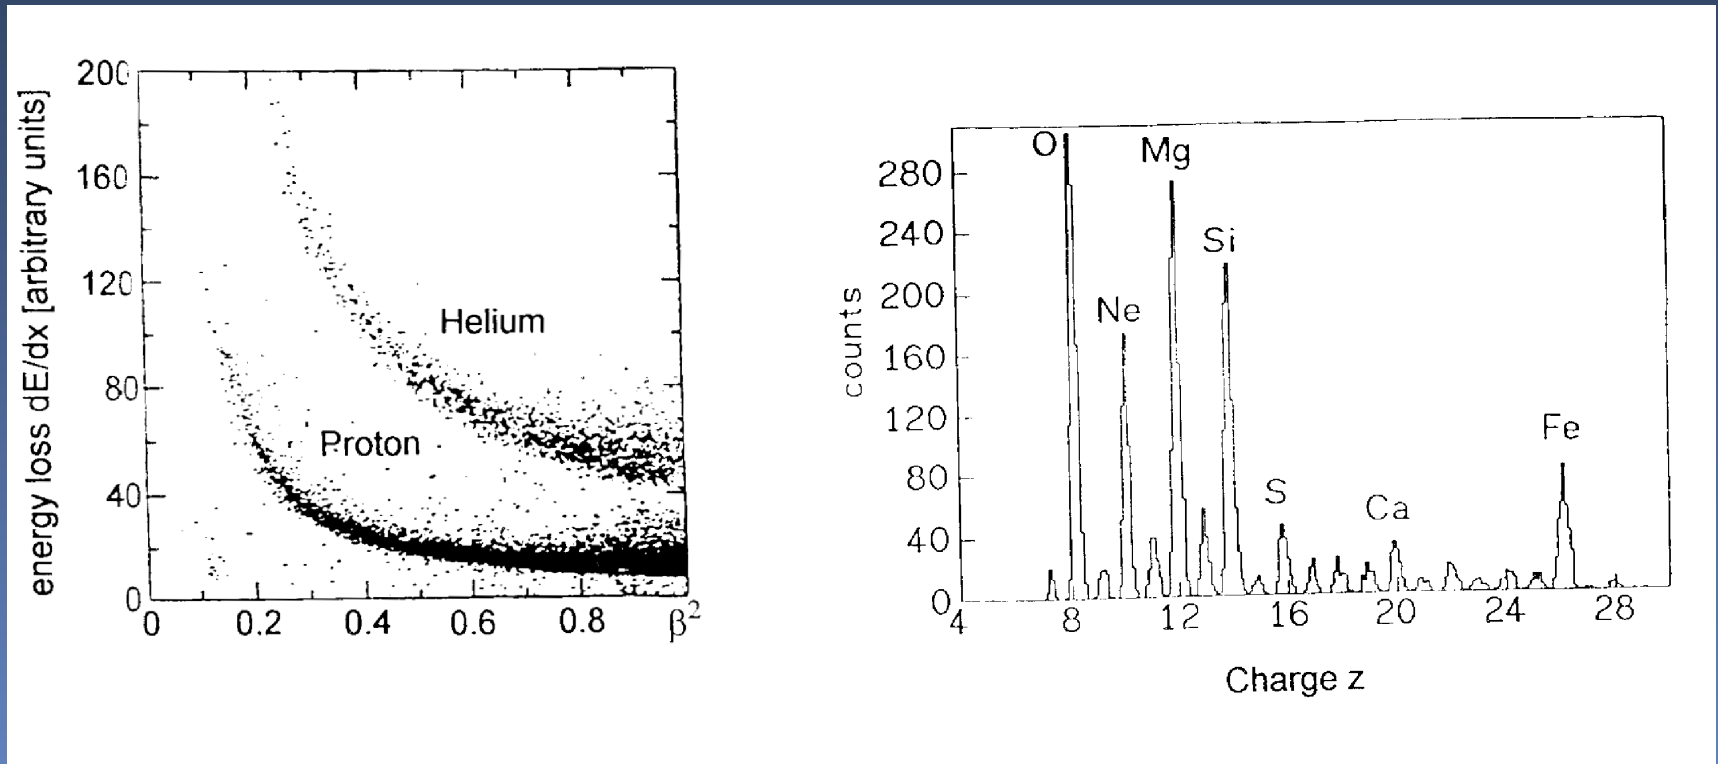 energy loss dE/dx [arbitrary units]
200
160
120
80
40
0
Helium
Proton
0
0.2
0.4
0.6
0.8
β²
counts
280
240
200
160
120
80
40
0
O
Mg
Si
Ne
S
Ca
Fe
4
8
12
16
20
24
28
Charge z